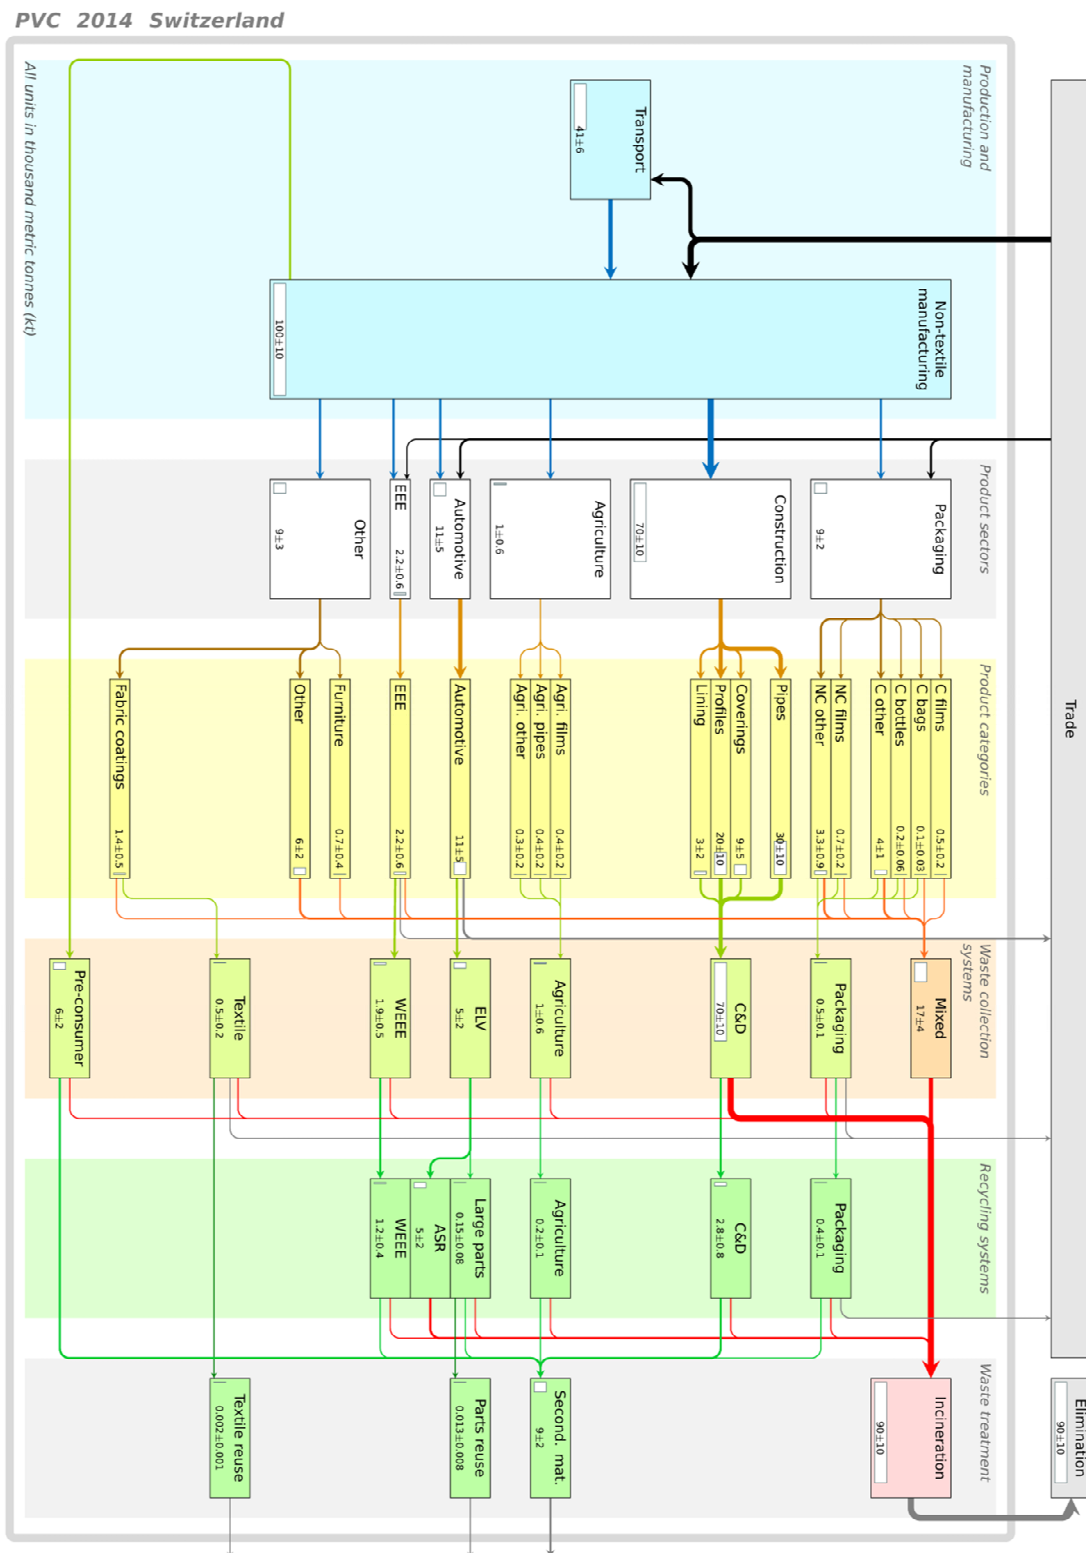 PVC 2014 Switzerland
All units in thousand metric tonnes (kt)
Production and
manufacturing
Transport
41±6
Non-textile
manufacturing
100±10
Trade
Product sectors
Packaging
9±2
Construction
70±10
Agriculture
1±0.6
Automotive
11±5
EEE
2.2±0.6
Other
9±3
Product categories
C films
0.5±0.2
C bags
0.1±0.03
C bottles
0.2±0.06
C other
4±1
NC films
0.7±0.2
NC other
3.3±0.9
Pipes
30±10
Coverings
9±5
Profiles
20±10
Lining
3±2
Agri. films
0.4±0.2
Agri. pipes
0.4±0.2
Agri. other
0.3±0.2
Automotive
11±5
EEE
2.2±0.6
Furniture
0.7±0.4
Other
6±2
Fabric coatings
1.4±0.5
Waste collection
systems
Mixed
17±4
Packaging
0.5±0.1
C&D
70±10
Agriculture
1±0.6
ELV
5±2
WEEE
1.9±0.5
Textile
0.5±0.2
Pre-consumer
6±2
Recycling systems
Packaging
0.4±0.1
C&D
2.8±0.8
Agriculture
0.2±0.1
Large parts
0.15±0.08
ASR
5±2
WEEE
1.2±0.4
Waste treatment
Incineration
90±10
Second. mat.
9±2
Parts reuse
0.013±0.008
Textile reuse
0.002±0.001
Elimination
90±10